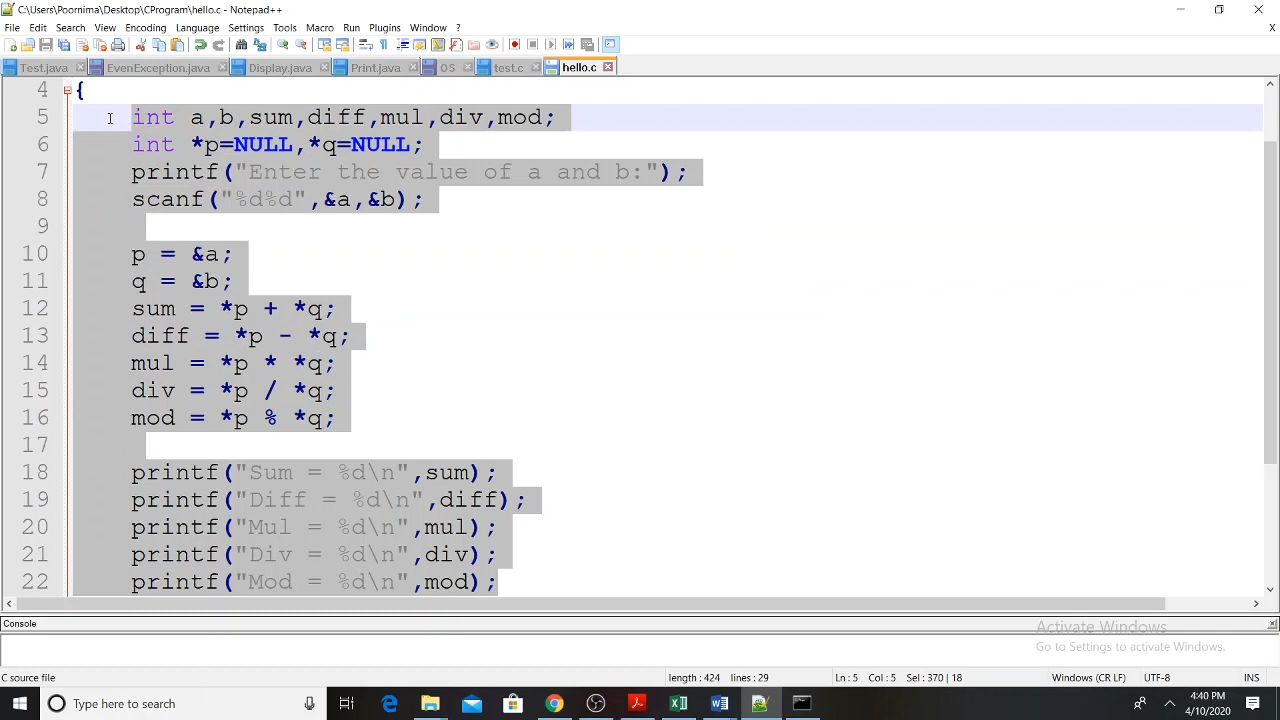 C:\Users\Poornima\Desktop\CProgram\hello.c - Notepad++
File Edit Search View Encoding Language Settings Tools Macro Run Plugins Window ? X
Test.java EvenException.java Display.java Print.java OS test.c hello.c
4 {
5 int a,b,sum,diff,mul,div,mod;
6 int *p=NULL,*q=NULL;
7 printf("Enter the value of a and b:");
8 scanf("%d%d",&a,&b);
9
10 p = &a;
11 q = &b;
12 sum = *p + *q;
13 diff = *p - *q;
14 mul = *p * *q;
15 div = *p / *q;
16 mod = *p % *q;
17
18 printf("Sum = %d\n",sum);
19 printf("Diff = %d\n",diff);
20 printf("Mul = %d\n",mul);
21 printf("Div = %d\n",div);
22 printf("Mod = %d\n",mod);
Console
Activate Windows
Go to Settings to activate Windows.
C source file length : 424 lines : 29 Ln : 5 Col : 5 Sel : 370 | 18 Windows (CR LF) UTF-8 INS
Type here to search
4:40 PM
4/10/2020